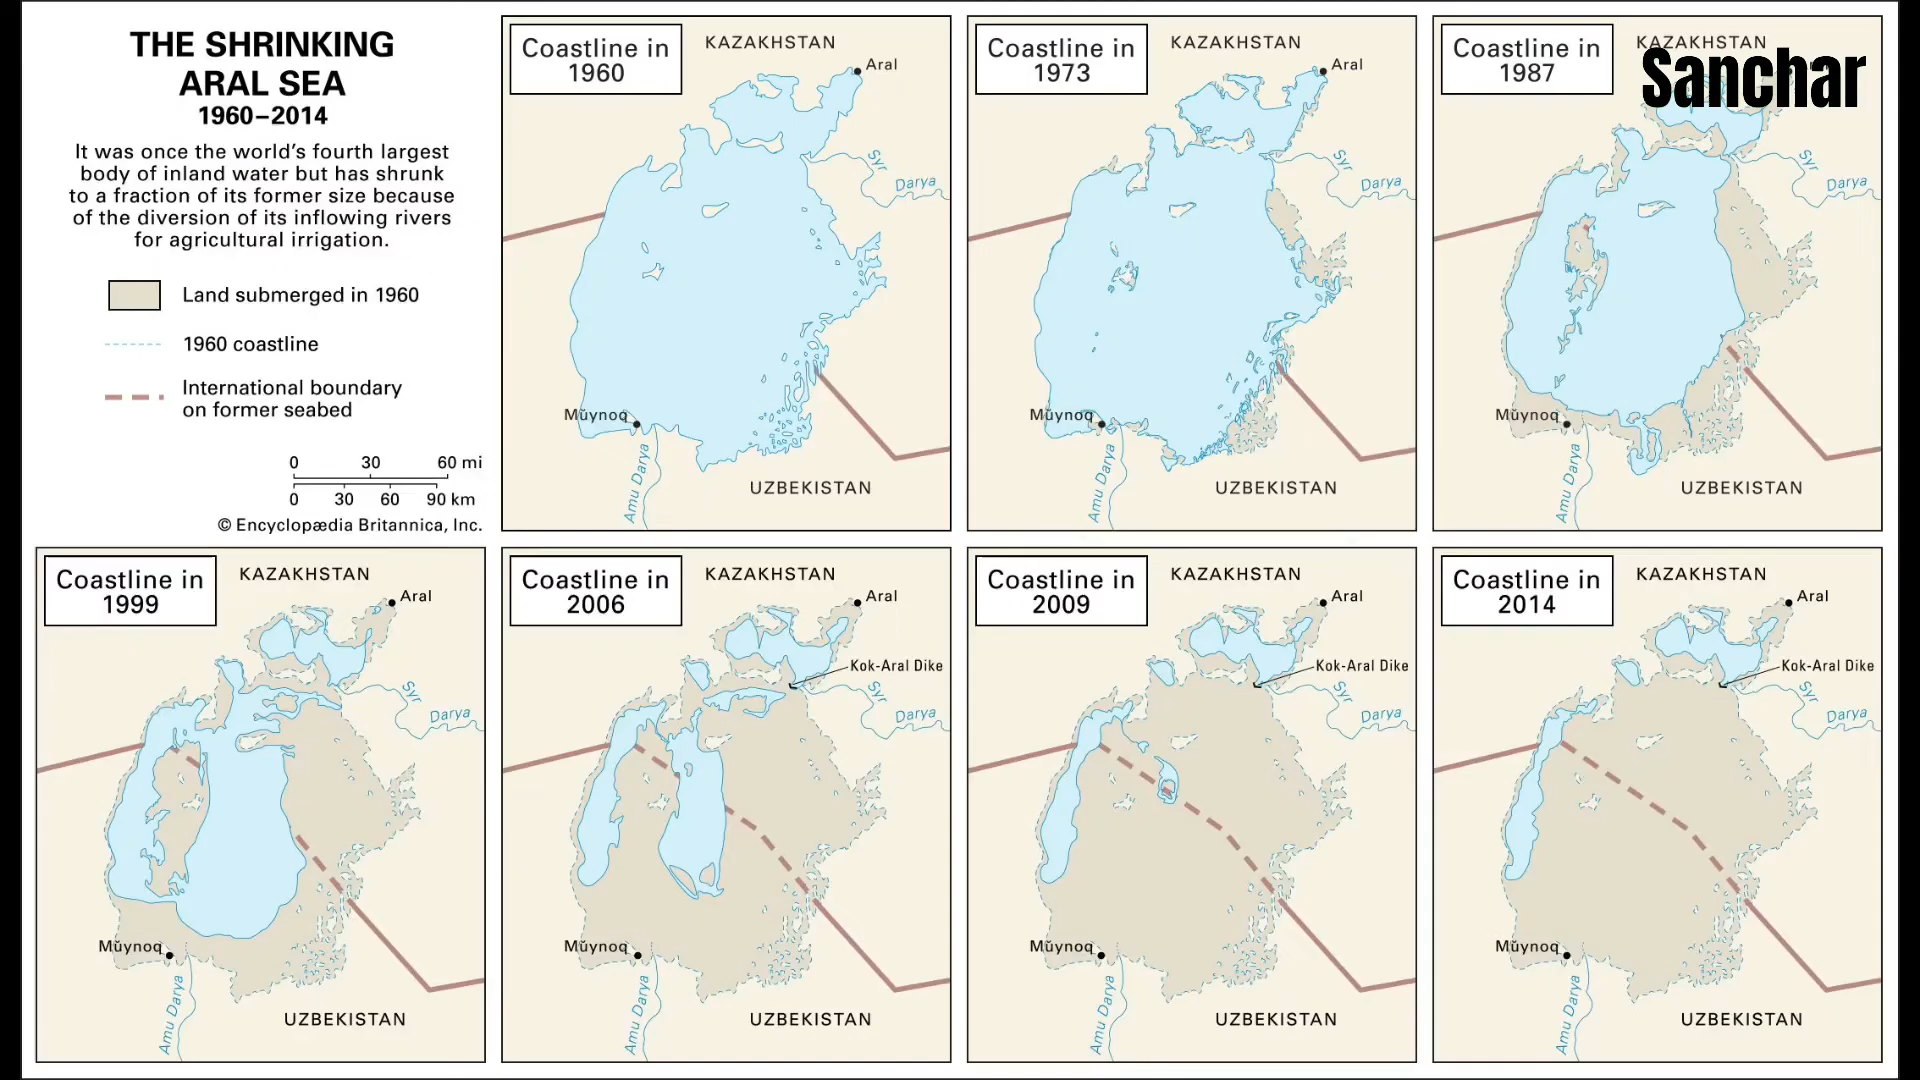 THE SHRINKING
ARAL SEA
1960–2014
It was once the world's fourth largest
body of inland water but has shrunk
to a fraction of its former size because
of the diversion of its inflowing rivers
for agricultural irrigation.
Land submerged in 1960
1960 coastline
International boundary
on former seabed
0 30 60 mi
0 30 60 90 km
© Encyclopædia Britannica, Inc.
Coastline in
1960
KAZAKHSTAN
Aral
Syr
Darya
Mŭynoq
Amu Darya
UZBEKISTAN
Coastline in
1973
KAZAKHSTAN
Aral
Syr
Darya
Mŭynoq
Amu Darya
UZBEKISTAN
Coastline in
1987
KAZAKHSTAN
Sanchar
Syr
Darya
Mŭynoq
Amu Darya
UZBEKISTAN
Coastline in
1999
KAZAKHSTAN
Aral
Syr
Darya
Mŭynoq
Amu Darya
UZBEKISTAN
Coastline in
2006
KAZAKHSTAN
Aral
Kok-Aral Dike
Syr
Darya
Mŭynoq
Amu Darya
UZBEKISTAN
Coastline in
2009
KAZAKHSTAN
Aral
Kok-Aral Dike
Syr
Darya
Mŭynoq
Amu Darya
UZBEKISTAN
Coastline in
2014
KAZAKHSTAN
Aral
Kok-Aral Dike
Syr
Darya
Mŭynoq
Amu Darya
UZBEKISTAN